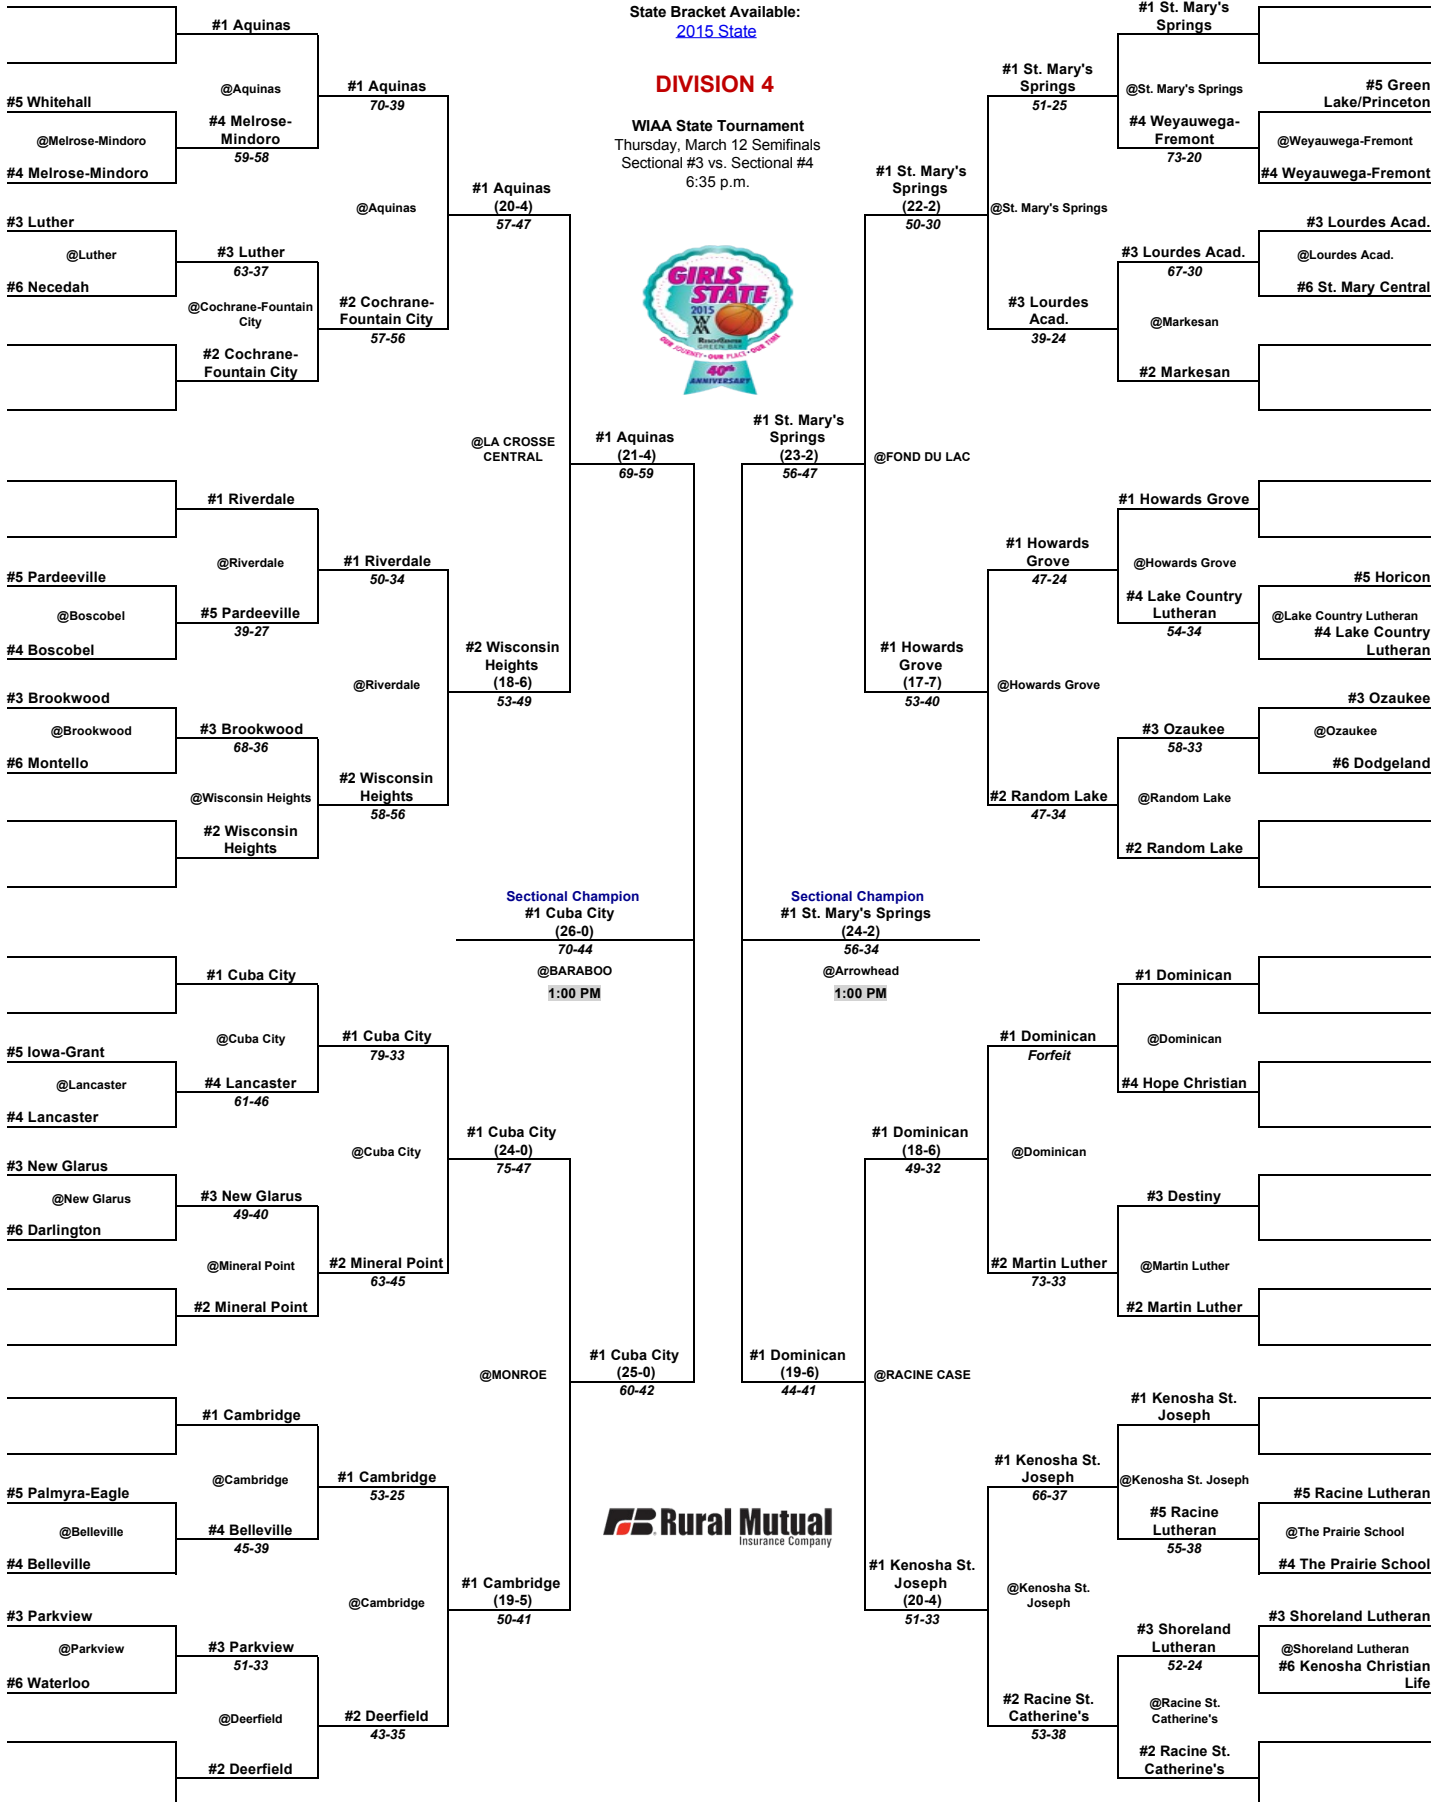 State Bracket Available:
2015 State
DIVISION 4
WIAA State Tournament
Thursday, March 12 Semifinals
Sectional #3 vs. Sectional #4
6:35 p.m.
GIRLS
STATE
2015
WIAA
GREEN BAY
OUR JOURNEY • OUR PLACE • OUR TIME
40th
ANNIVERSARY
#1 Aquinas
@Aquinas
#5 Whitehall
@Melrose-Mindoro
#4 Melrose-Mindoro
#4 Melrose-
Mindoro
59-58
#1 Aquinas
70-39
@Aquinas
#3 Luther
@Luther
#6 Necedah
#3 Luther
63-37
@Cochrane-Fountain
City
#2 Cochrane-
Fountain City
#2 Cochrane-
Fountain City
57-56
#1 Aquinas
(20-4)
57-47
@LA CROSSE
CENTRAL
#1 Aquinas
(21-4)
69-59
#1 Riverdale
@Riverdale
#5 Pardeeville
@Boscobel
#4 Boscobel
#5 Pardeeville
39-27
#1 Riverdale
50-34
@Riverdale
#3 Brookwood
@Brookwood
#6 Montello
#3 Brookwood
68-36
@Wisconsin Heights
#2 Wisconsin
Heights
#2 Wisconsin
Heights
58-56
#2 Wisconsin
Heights
(18-6)
53-49
Sectional Champion
#1 Cuba City
(26-0)
70-44
@BARABOO
1:00 PM
#1 Cuba City
@Cuba City
#5 Iowa-Grant
@Lancaster
#4 Lancaster
#4 Lancaster
61-46
#1 Cuba City
79-33
@Cuba City
#3 New Glarus
@New Glarus
#6 Darlington
#3 New Glarus
49-40
@Mineral Point
#2 Mineral Point
#2 Mineral Point
63-45
#1 Cuba City
(24-0)
75-47
@MONROE
#1 Cuba City
(25-0)
60-42
#1 Cambridge
@Cambridge
#5 Palmyra-Eagle
@Belleville
#4 Belleville
#4 Belleville
45-39
#1 Cambridge
53-25
@Cambridge
#3 Parkview
@Parkview
#6 Waterloo
#3 Parkview
51-33
@Deerfield
#2 Deerfield
#2 Deerfield
43-35
#1 Cambridge
(19-5)
50-41
#1 St. Mary's
Springs
@St. Mary's Springs
#5 Green
Lake/Princeton
@Weyauwega-Fremont
#4 Weyauwega-Fremont
#4 Weyauwega-
Fremont
73-20
#1 St. Mary's
Springs
51-25
@St. Mary's Springs
#3 Lourdes Acad.
@Lourdes Acad.
#6 St. Mary Central
#3 Lourdes Acad.
67-30
@Markesan
#2 Markesan
#3 Lourdes
Acad.
39-24
#1 St. Mary's
Springs
(22-2)
50-30
@FOND DU LAC
#1 St. Mary's
Springs
(23-2)
56-47
#1 Howards Grove
@Howards Grove
#5 Horicon
@Lake Country Lutheran
#4 Lake Country
Lutheran
#4 Lake Country
Lutheran
54-34
#1 Howards
Grove
47-24
@Howards Grove
#3 Ozaukee
@Ozaukee
#6 Dodgeland
#3 Ozaukee
58-33
@Random Lake
#2 Random Lake
#2 Random Lake
47-34
#1 Howards
Grove
(17-7)
53-40
Sectional Champion
#1 St. Mary's Springs
(24-2)
56-34
@Arrowhead
1:00 PM
#1 Dominican
@Dominican
#4 Hope Christian
#1 Dominican
Forfeit
@Dominican
#3 Destiny
@Martin Luther
#2 Martin Luther
#2 Martin Luther
73-33
#1 Dominican
(18-6)
49-32
@RACINE CASE
#1 Dominican
(19-6)
44-41
#1 Kenosha St.
Joseph
@Kenosha St. Joseph
#5 Racine Lutheran
@The Prairie School
#4 The Prairie School
#5 Racine
Lutheran
55-38
#1 Kenosha St.
Joseph
66-37
@Kenosha St.
Joseph
#3 Shoreland Lutheran
@Shoreland Lutheran
#6 Kenosha Christian
Life
#3 Shoreland
Lutheran
52-24
@Racine St.
Catherine's
#2 Racine St.
Catherine's
#2 Racine St.
Catherine's
53-38
#1 Kenosha St.
Joseph
(20-4)
51-33
Rural Mutual
Insurance Company